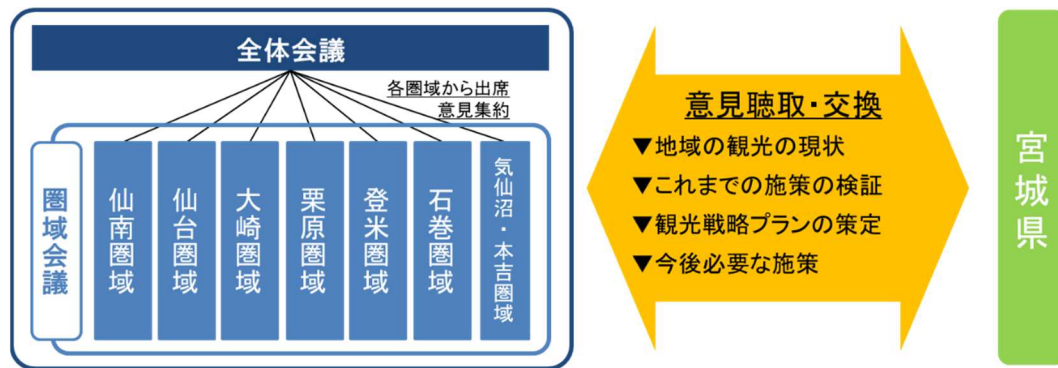 全体会議
各圏域から出席
意見集約
圏域会議
仙南圏域
仙台圏域
大崎圏域
栗原圏域
登米圏域
石巻圏域
気仙沼・本吉圏域
意見聴取・交換
▼地域の観光の現状
▼これまでの施策の検証
▼観光戦略プランの策定
▼今後必要な施策
宮城県